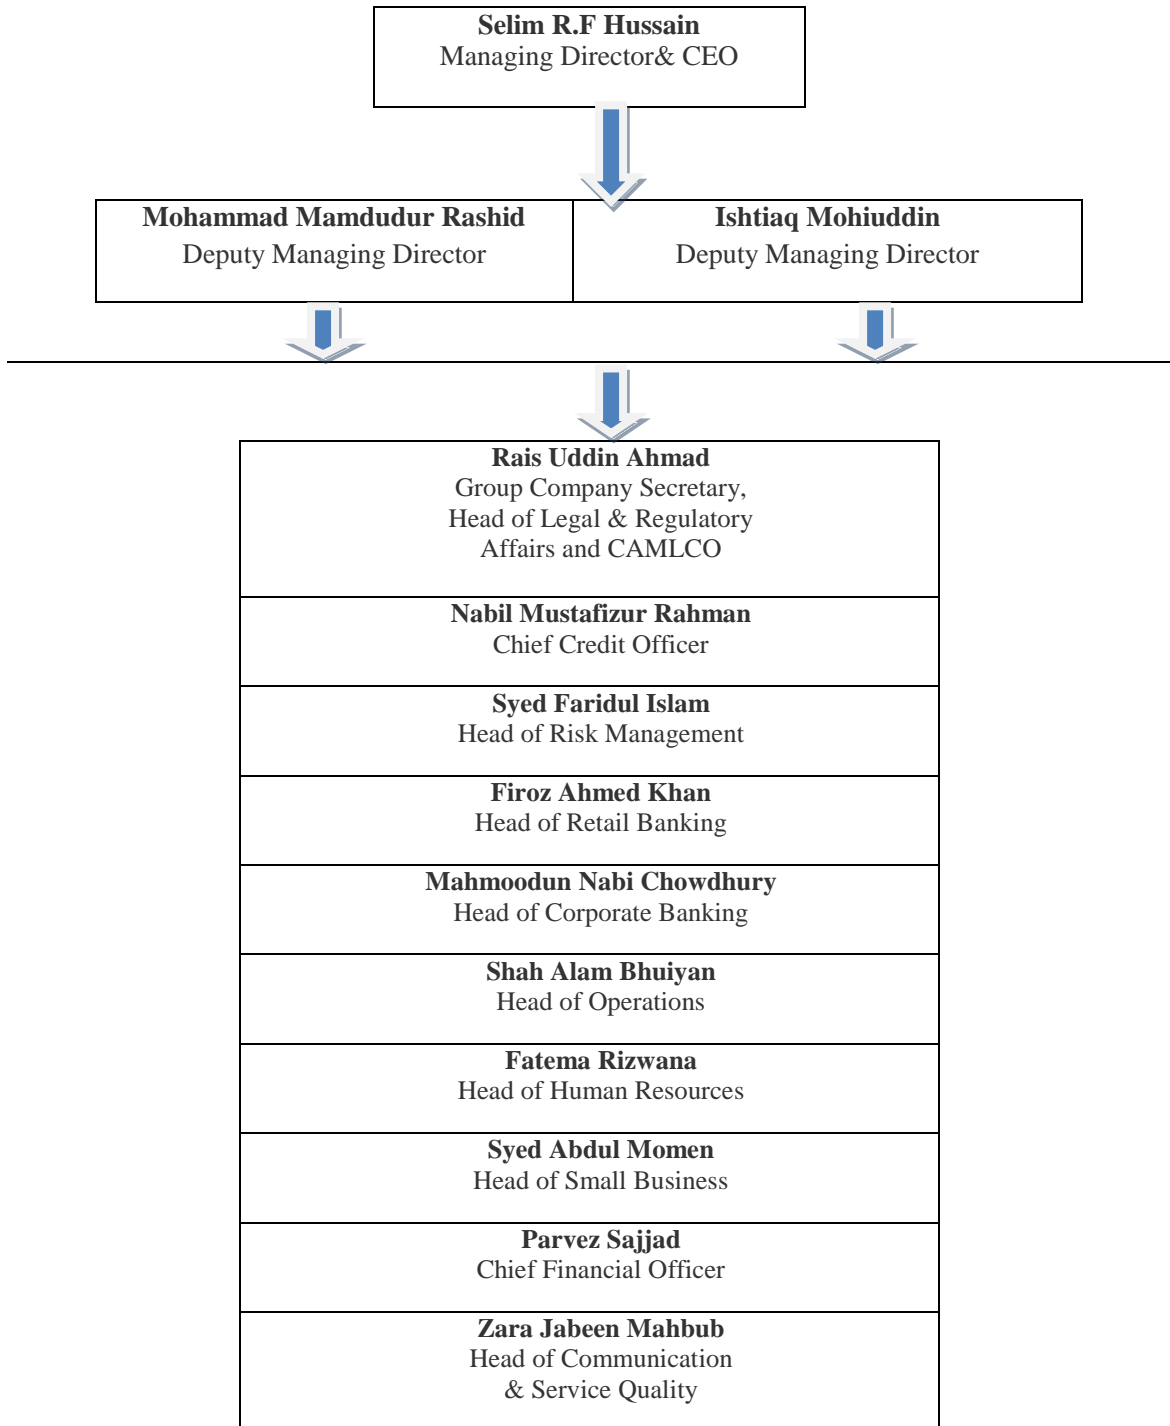 Selim R.F Hussain
Managing Director& CEO
Mohammad Mamdudur Rashid
Deputy Managing Director
Ishtiaq Mohiuddin
Deputy Managing Director
Rais Uddin Ahmad
Group Company Secretary,
Head of Legal & Regulatory
Affairs and CAMLCO
Nabil Mustafizur Rahman
Chief Credit Officer
Syed Faridul Islam
Head of Risk Management
Firoz Ahmed Khan
Head of Retail Banking
Mahmoodun Nabi Chowdhury
Head of Corporate Banking
Shah Alam Bhuiyan
Head of Operations
Fatema Rizwana
Head of Human Resources
Syed Abdul Momen
Head of Small Business
Parvez Sajjad
Chief Financial Officer
Zara Jabeen Mahbub
Head of Communication
& Service Quality